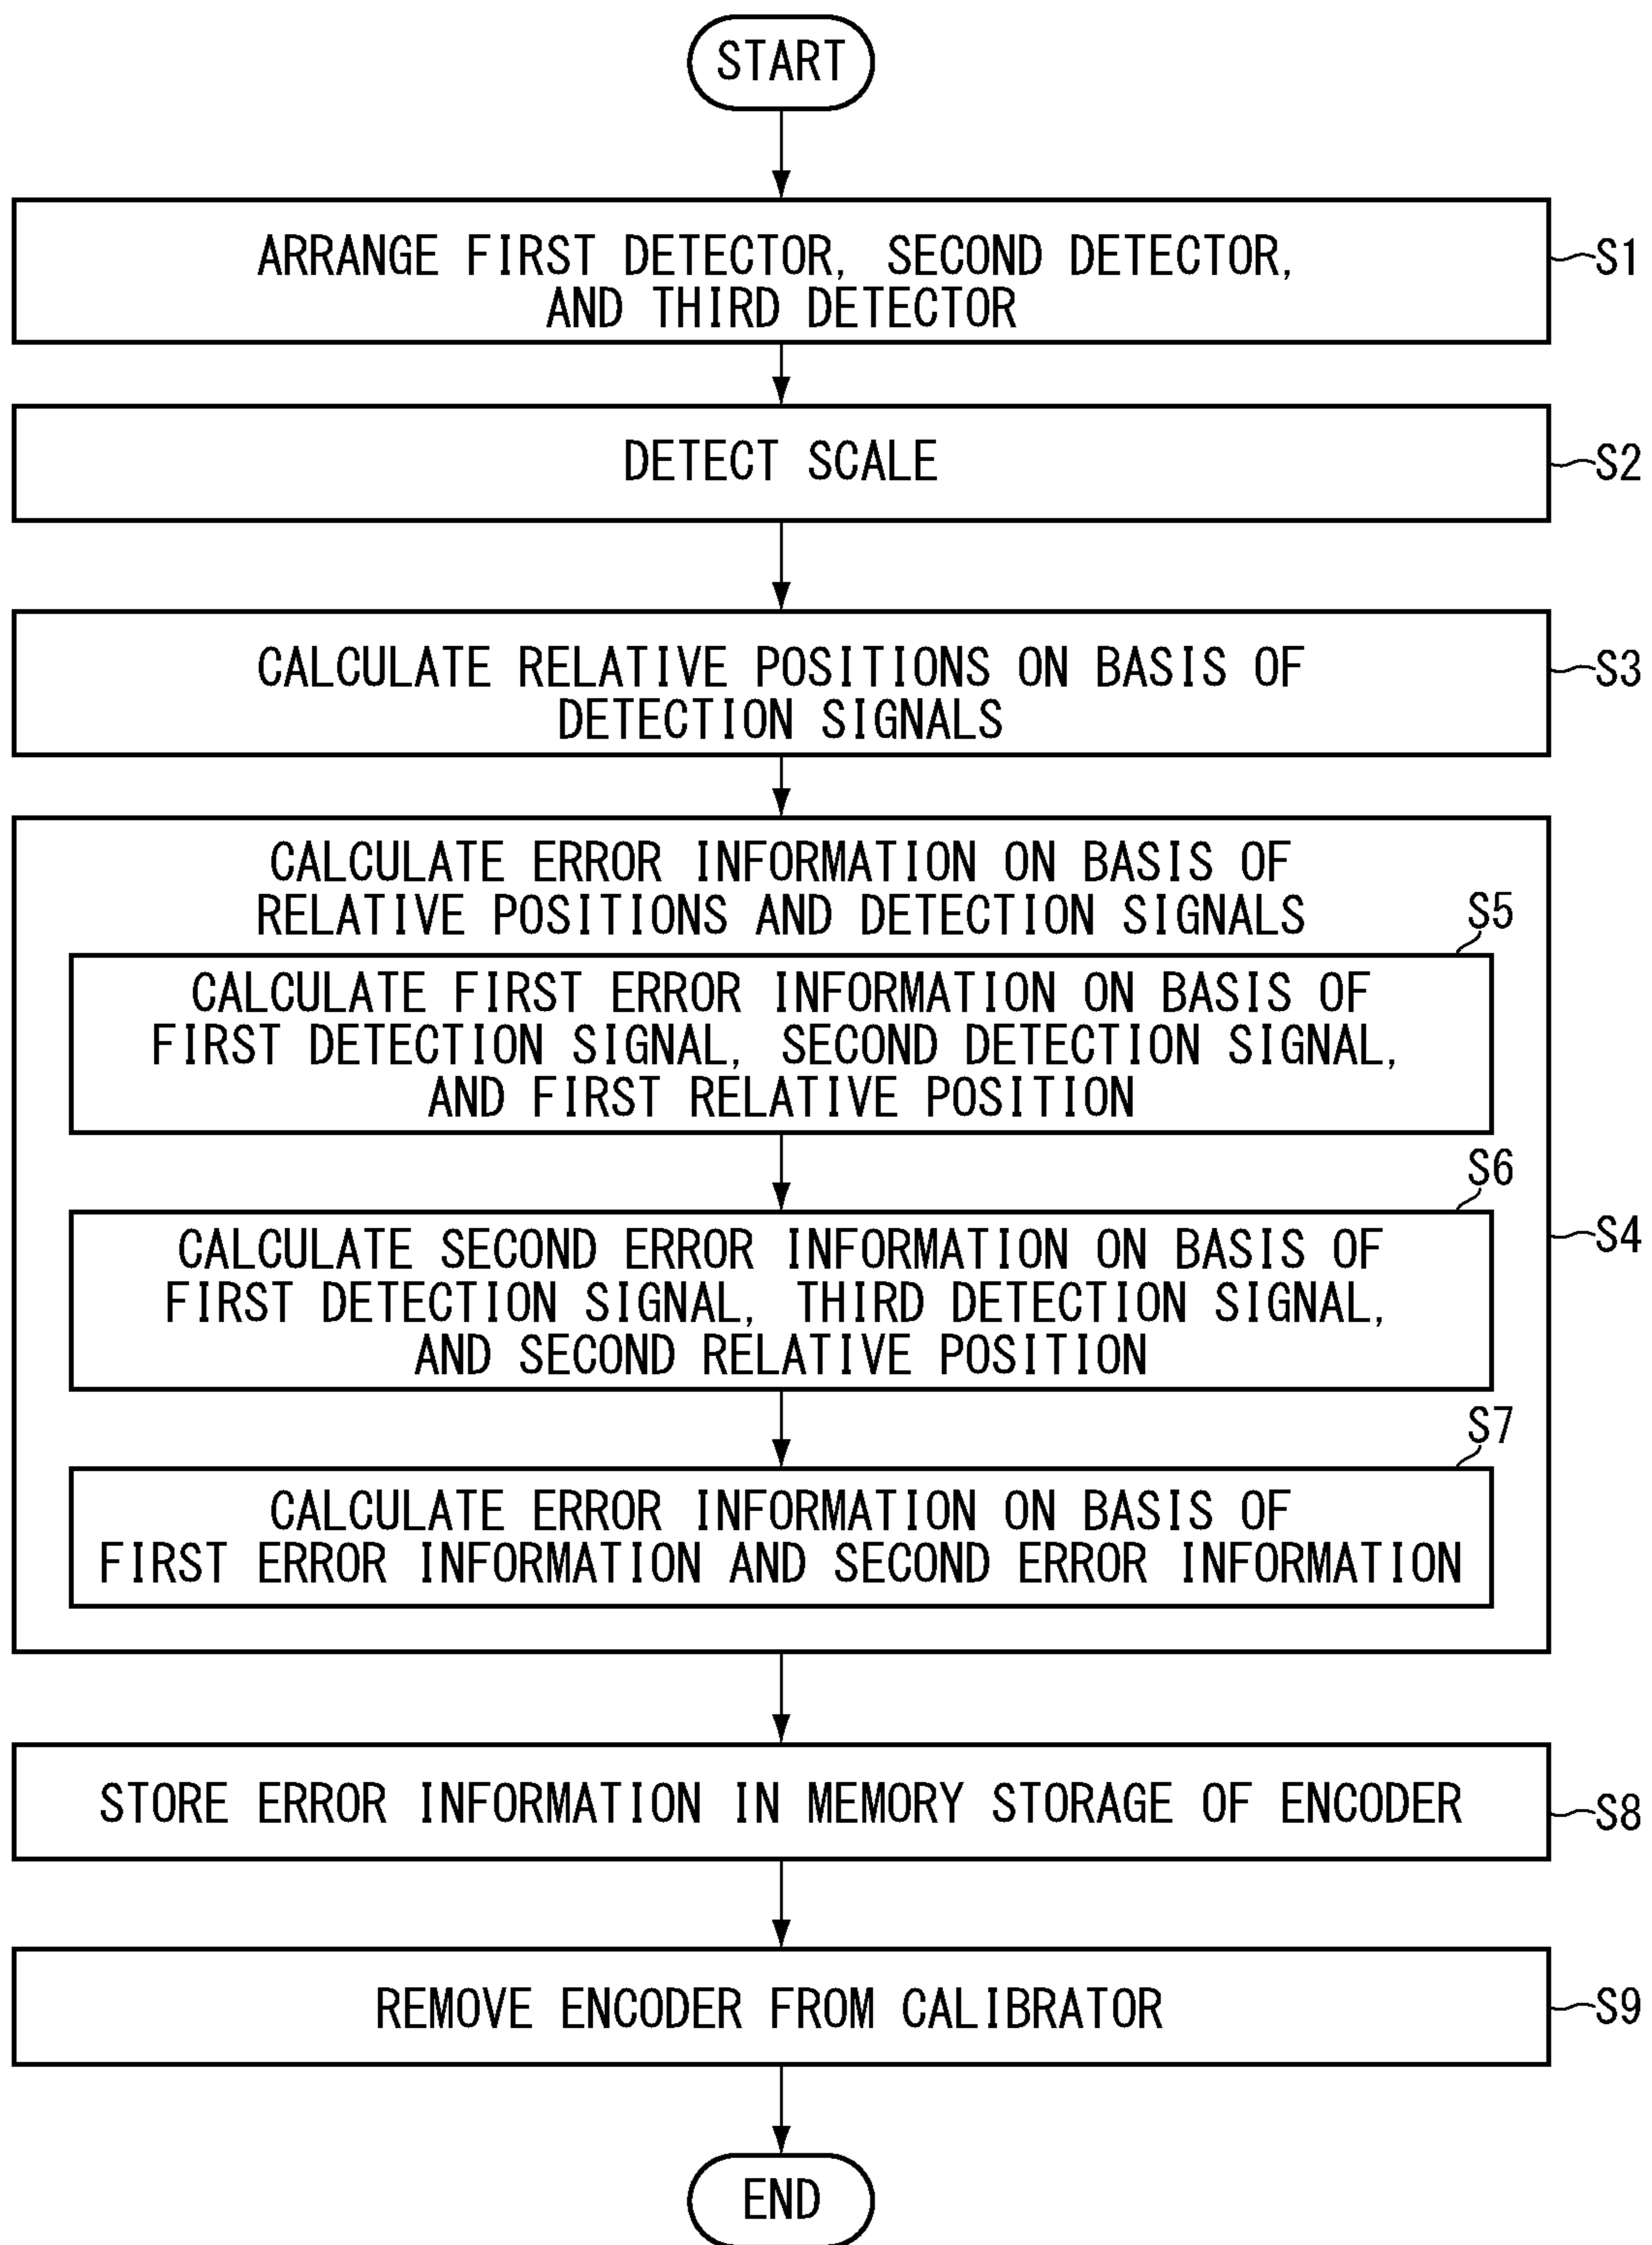 START
ARRANGE FIRST DETECTOR, SECOND DETECTOR,
AND THIRD DETECTOR
S1
DETECT SCALE
S2
CALCULATE RELATIVE POSITIONS ON BASIS OF
DETECTION SIGNALS
S3
CALCULATE ERROR INFORMATION ON BASIS OF
RELATIVE POSITIONS AND DETECTION SIGNALS
S5
CALCULATE FIRST ERROR INFORMATION ON BASIS OF
FIRST DETECTION SIGNAL, SECOND DETECTION SIGNAL,
AND FIRST RELATIVE POSITION
S6
CALCULATE SECOND ERROR INFORMATION ON BASIS OF
FIRST DETECTION SIGNAL, THIRD DETECTION SIGNAL,
AND SECOND RELATIVE POSITION
S4
S7
CALCULATE ERROR INFORMATION ON BASIS OF
FIRST ERROR INFORMATION AND SECOND ERROR INFORMATION
STORE ERROR INFORMATION IN MEMORY STORAGE OF ENCODER
S8
REMOVE ENCODER FROM CALIBRATOR
S9
END